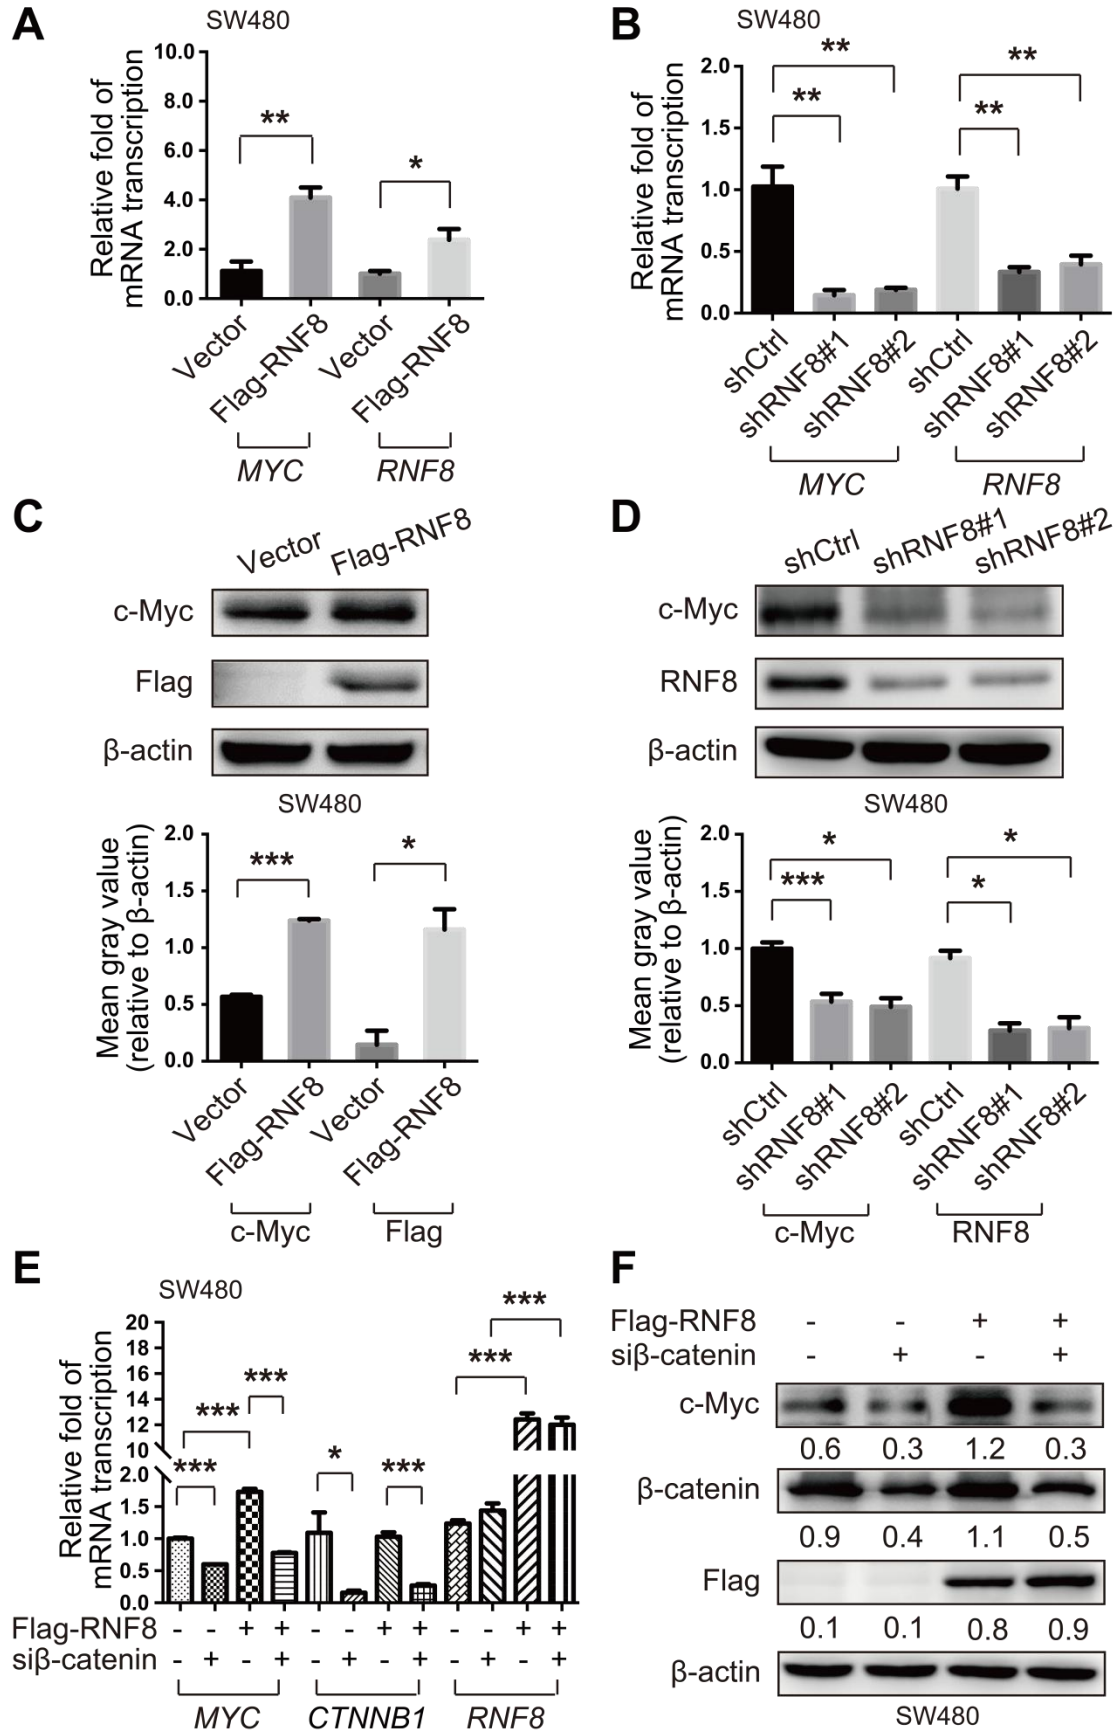 A
SW480
Relative fold of
mRNA transcription
10.0
8.0
6.0
4.0
2.0
0.0
**
*
Vector
Flag-RNF8
Vector
Flag-RNF8
MYC
RNF8
B
SW480
Relative fold of
mRNA transcription
2.0
1.5
1.0
0.5
0.0
**
**
**
**
shCtrl
shRNF8#1
shRNF8#2
shCtrl
shRNF8#1
shRNF8#2
MYC
RNF8
C
Vector
Flag-RNF8
c-Myc
Flag
β-actin
SW480
Mean gray value
(relative to β-actin)
2.0
1.5
1.0
0.5
0.0
***
*
Vector
Flag-RNF8
Vector
Flag-RNF8
c-Myc
Flag
D
shCtrl
shRNF8#1
shRNF8#2
c-Myc
RNF8
β-actin
SW480
Mean gray value
(relative to β-actin)
2.0
1.5
1.0
0.5
0.0
*
***
*
*
shCtrl
shRNF8#1
shRNF8#2
shCtrl
shRNF8#1
shRNF8#2
c-Myc
RNF8
E
SW480
Relative fold of
mRNA transcription
20
18
16
14
12
10
2.0
1.5
1.0
0.5
0.0
***
***
***
*
***
***
***
Flag-RNF8 - - + + - - + + - - + +
siβ-catenin - + - + - + - + - + - +
MYC
CTNNB1
RNF8
F
Flag-RNF8 - - + +
siβ-catenin - + - +
c-Myc
0.6 0.3 1.2 0.3
β-catenin
0.9 0.4 1.1 0.5
Flag
0.1 0.1 0.8 0.9
β-actin
SW480